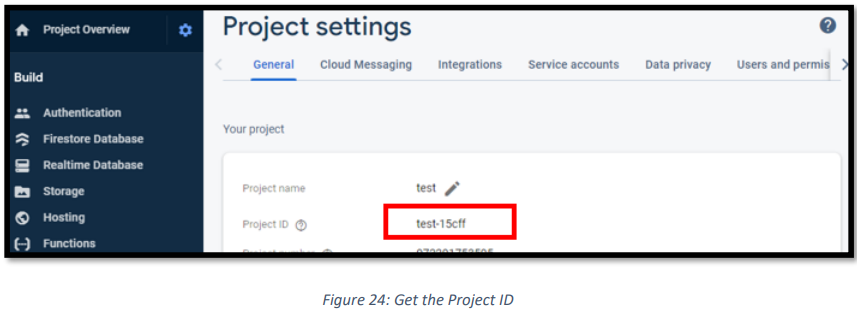 Project Overview
Project settings
General Cloud Messaging Integrations Service accounts Data privacy Users and permis
Build
Authentication
Firestore Database
Realtime Database
Storage
Hosting
Functions
Your project
Project name test
Project ID test-15cff
Project number
Figure 24: Get the Project ID